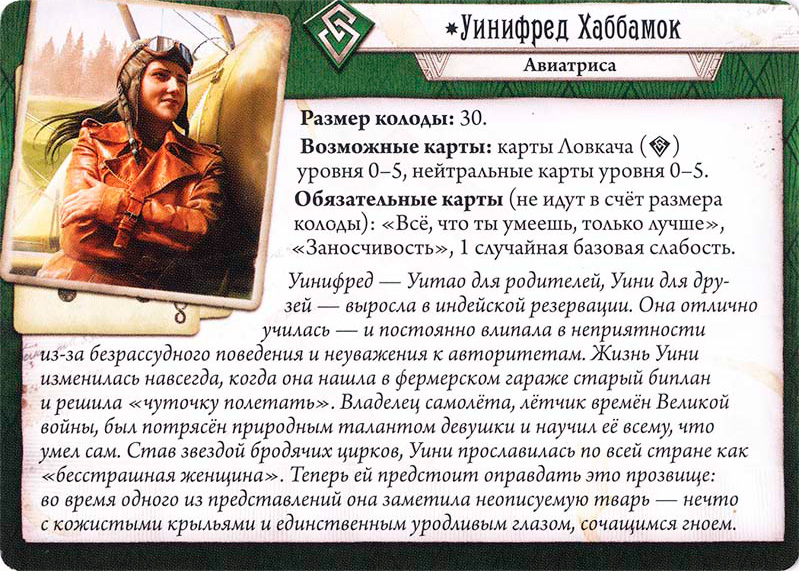 *Уинифред Хаббамок
Авиатриса
Размер колоды: 30.
Возможные карты: карты Ловкача ( )
уровня 0–5, нейтральные карты уровня 0–5.
Обязательные карты (не идут в счёт размера
колоды): «Всё, что ты умеешь, только лучше»,
«Заносчивость», 1 случайная базовая слабость.
Уинифред — Уитао для родителей, Уини для дру-
зей — выросла в индейской резервации. Она отлично
училась — и постоянно влипала в неприятности
из-за безрассудного поведения и неуважения к авторитетам. Жизнь Уини
изменилась навсегда, когда она нашла в фермерском гараже старый биплан
и решила «чуточку полетать». Владелец самолёта, лётчик времён Великой
войны, был потрясён природным талантом девушки и научил её всему, что
умел сам. Став звездой бродячих цирков, Уини прославилась по всей стране как
«бесстрашная женщина». Теперь ей предстоит оправдать это прозвище:
во время одного из представлений она заметила неописуемую тварь — нечто
с кожистыми крыльями и единственным уродливым глазом, сочащимся гноем.